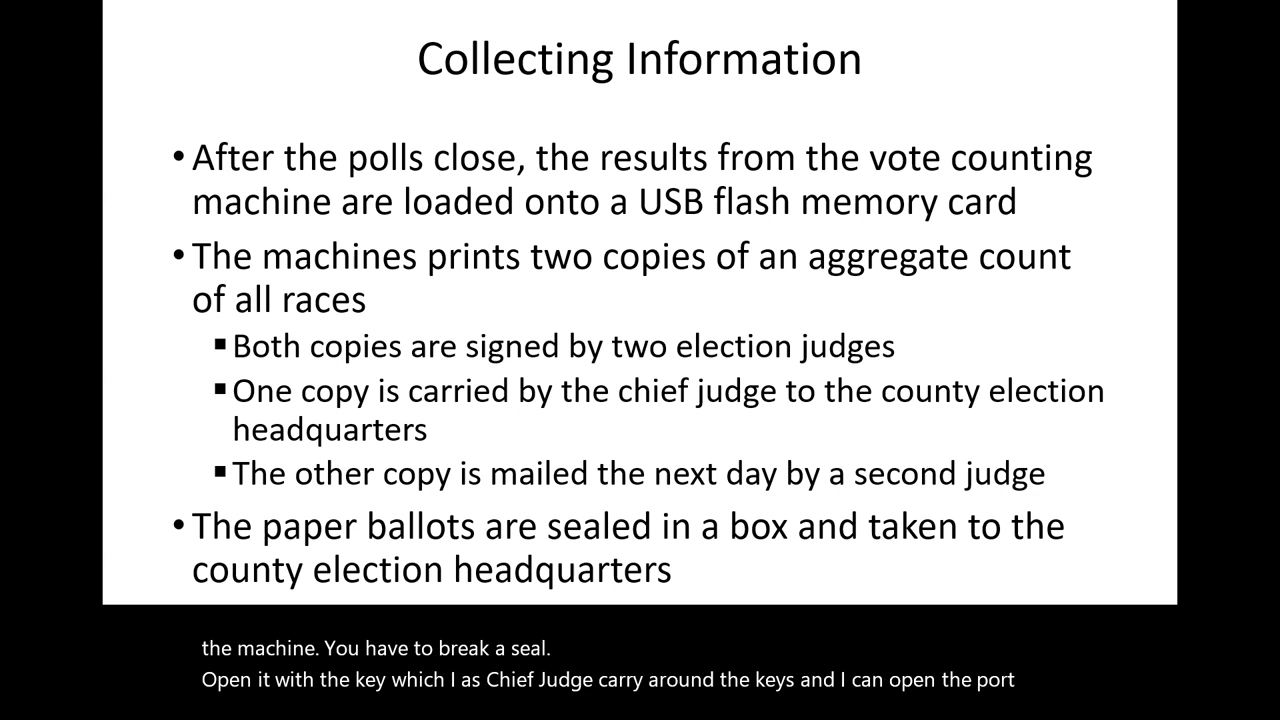 Collecting Information
• After the polls close, the results from the vote counting
machine are loaded onto a USB flash memory card
• The machines prints two copies of an aggregate count
of all races
▪ Both copies are signed by two election judges
▪ One copy is carried by the chief judge to the county election
headquarters
▪ The other copy is mailed the next day by a second judge
• The paper ballots are sealed in a box and taken to the
county election headquarters
the machine. You have to break a seal.
Open it with the key which I as Chief Judge carry around the keys and I can open the port